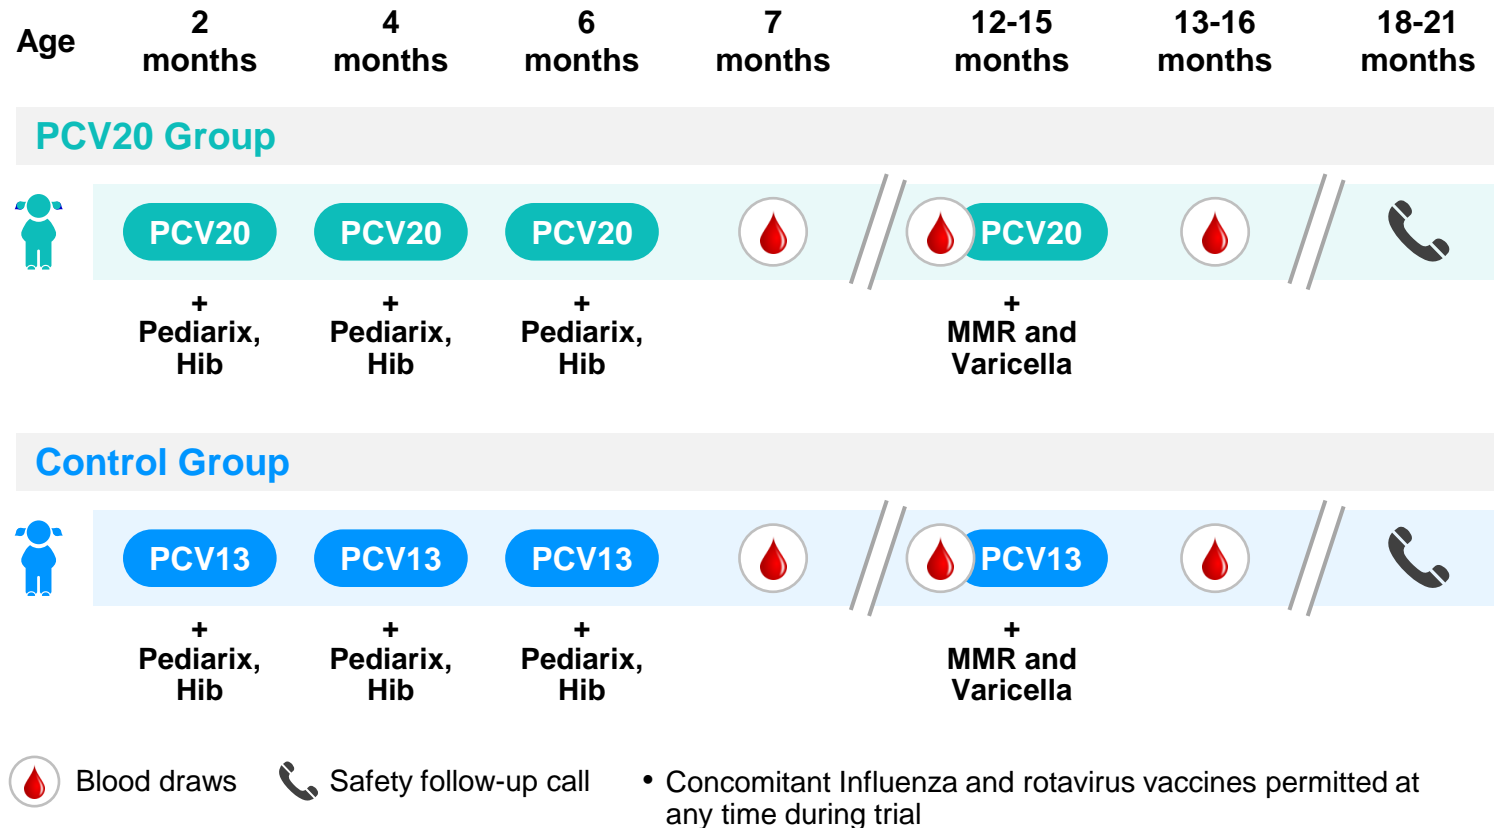 Age
2 months
4 months
6 months
7 months
12-15 months
13-16 months
18-21 months
PCV20 Group
PCV20
PCV20
PCV20
PCV20
+
Pediarix,
Hib
+
Pediarix,
Hib
+
Pediarix,
Hib
+
MMR and
Varicella
Control Group
PCV13
PCV13
PCV13
PCV13
+
Pediarix,
Hib
+
Pediarix,
Hib
+
Pediarix,
Hib
+
MMR and
Varicella
Blood draws
Safety follow-up call
• Concomitant Influenza and rotavirus vaccines permitted at
any time during trial